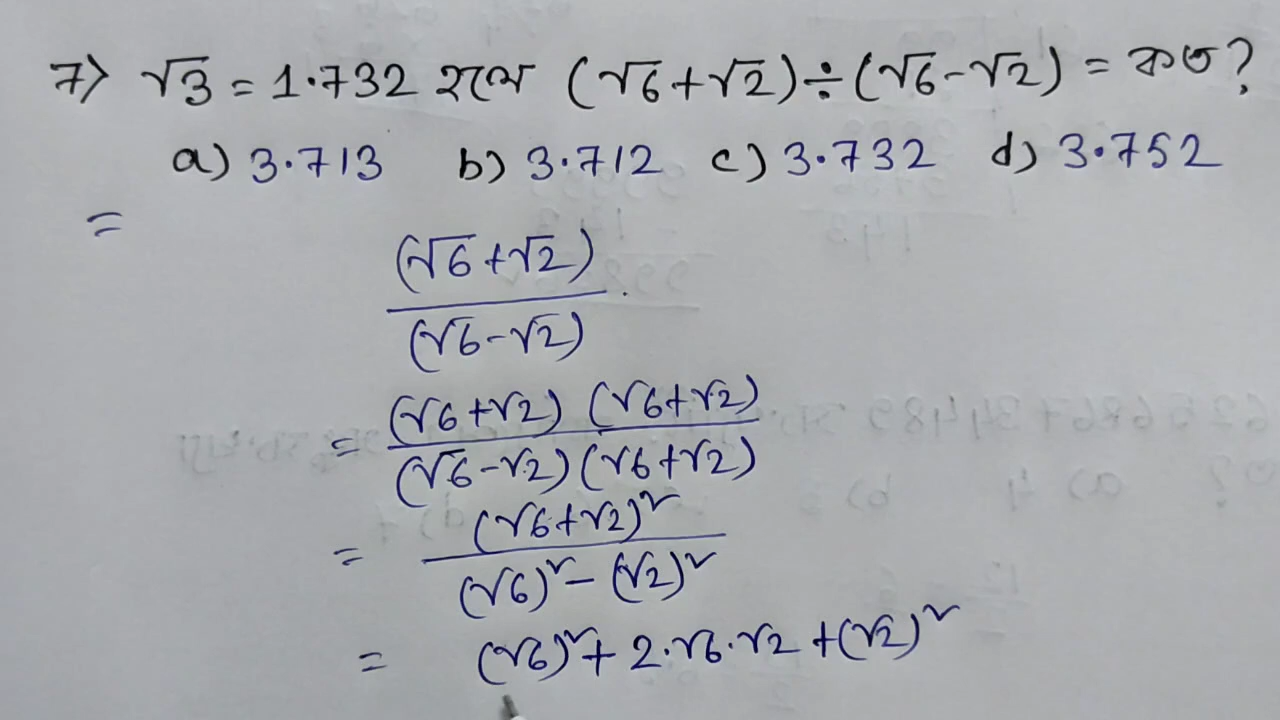 7) √3 = 1.732 হলে (√6+√2)÷(√6-√2) = কত?
a) 3.713 b) 3.712 c) 3.732 d) 3.752
=
(√6+√2)
(√6-√2)
= (√6+√2) (√6+√2)
(√6-√2)(√6+√2)
= (√6+√2)²
(√6)²-(√2)²
= (√6)²+ 2.√6.√2 +(√2)²